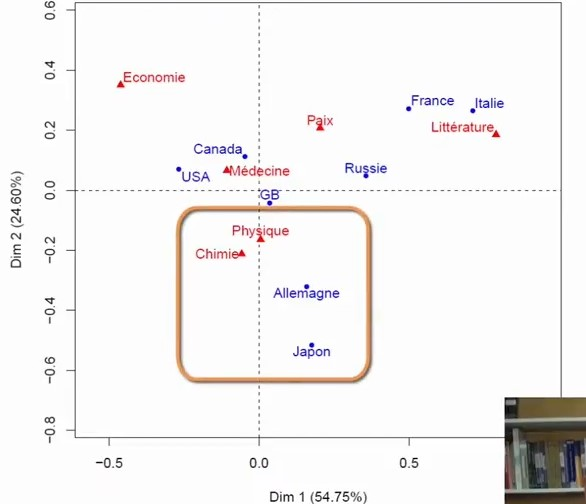 0.6
Economie
0.4
France
Italie
Paix
Littérature
0.2
Canada
Médecine
Russie
USA
0.0
GB
Physique
−0.2
Chimie
Allemagne
−0.4
Japon
−0.6
−0.8
Dim 2 (24.60%)
−0.5
0.0
0.5
Dim 1 (54.75%)